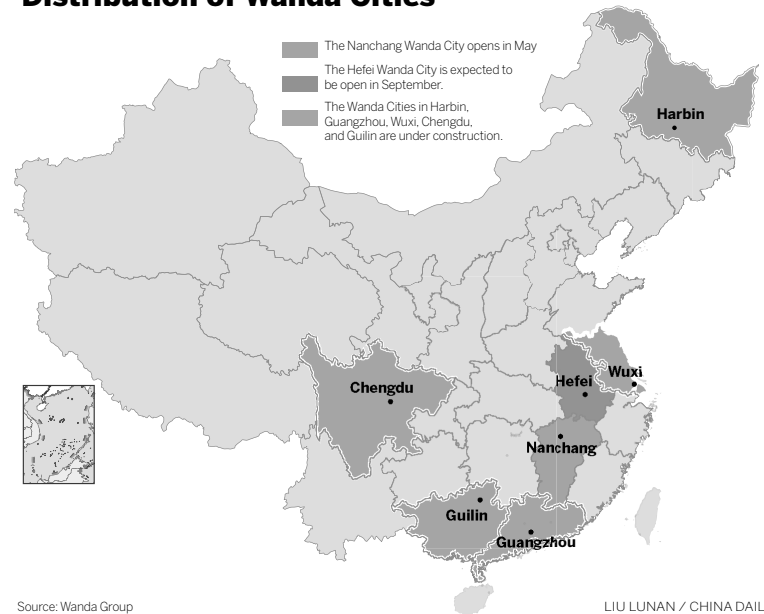 Distribution of Wanda Cities
The Nanchang Wanda City opens in May
The Hefei Wanda City is expected to
be open in September.
The Wanda Cities in Harbin,
Guangzhou, Wuxi, Chengdu,
and Guilin are under construction.
Harbin
Wuxi
Hefei
Chengdu
Nanchang
Guilin
Guangzhou
Source: Wanda Group
LIU LUNAN / CHINA DAIL